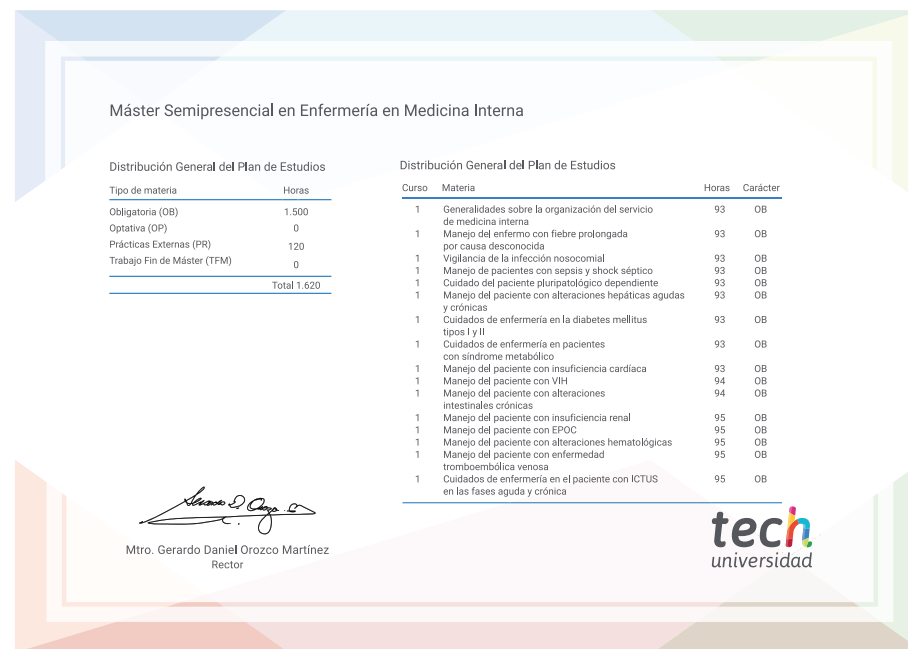 Máster Semipresencial en Enfermería en Medicina Interna
Distribución General del Plan de Estudios
Tipo de materia Horas
Obligatoria (OB) 1.500
Optativa (OP) 0
Prácticas Externas (PR) 120
Trabajo Fin de Máster (TFM) 0
Total 1.620
Distribución General del Plan de Estudios
Curso Materia Horas Carácter
1 Generalidades sobre la organización del servicio 93 OB
de medicina interna
1 Manejo del enfermo con fiebre prolongada 93 OB
por causa desconocida
1 Vigilancia de la infección nosocomial 93 OB
1 Manejo de pacientes con sepsis y shock séptico 93 OB
1 Cuidado del paciente pluripatológico dependiente 93 OB
1 Manejo del paciente con alteraciones hepáticas agudas 93 OB
y crónicas
1 Cuidados de enfermería en la diabetes mellitus 93 OB
tipos I y II
1 Cuidados de enfermería en pacientes 93 OB
con síndrome metabólico
1 Manejo del paciente con insuficiencia cardíaca 93 OB
1 Manejo del paciente con VIH 94 OB
1 Manejo del paciente con alteraciones 94 OB
intestinales crónicas
1 Manejo del paciente con insuficiencia renal 95 OB
1 Manejo del paciente con EPOC 95 OB
1 Manejo del paciente con alteraciones hematológicas 95 OB
1 Manejo del paciente con enfermedad 95 OB
tromboembólica venosa
1 Cuidados de enfermería en el paciente con ICTUS 95 OB
en las fases aguda y crónica
Mtro. Gerardo Daniel Orozco Martínez
Rector
tech
universidad